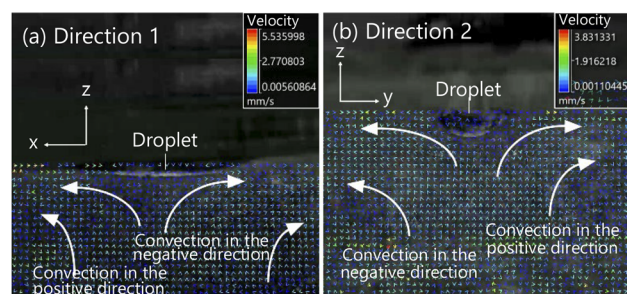 (a) Direction 1
Velocity
5.535998
2.770803
0.00560864
mm/s
z
x
Droplet
Convection in the
negative direction
Convection in the
positive direction
(b) Direction 2
Velocity
3.831331
1.916218
0.00110445
mm/s
z
y
Droplet
Convection in the
negative direction
Convection in the
positive direction